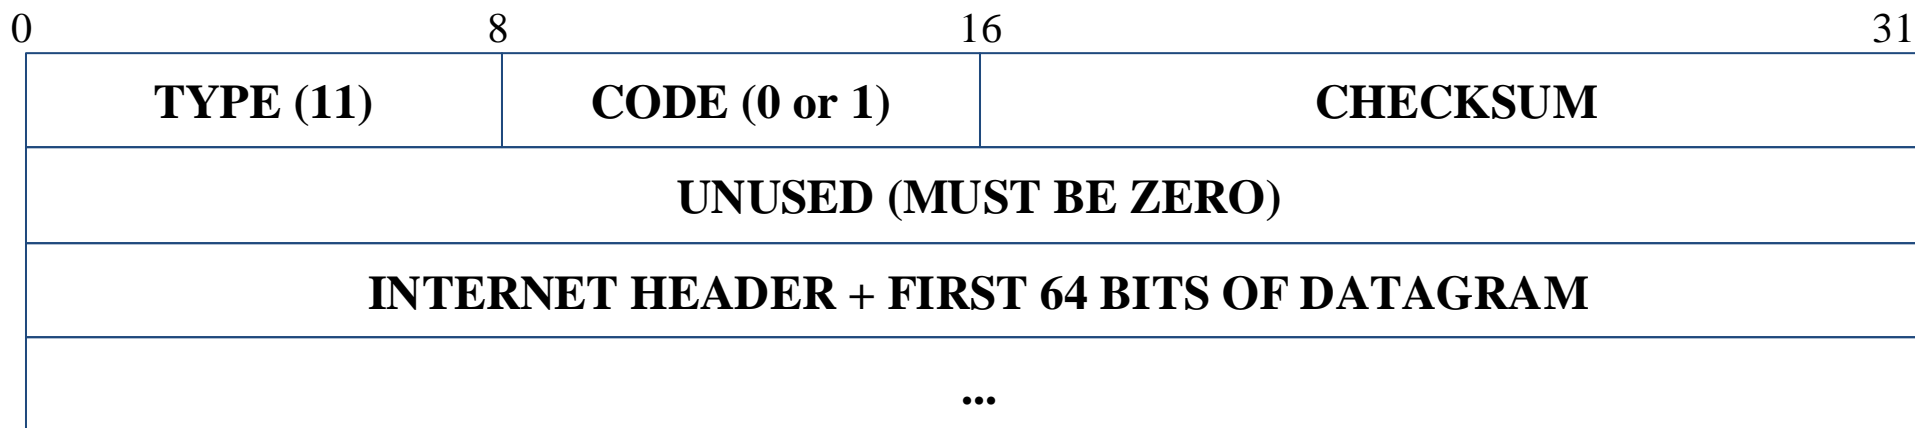 0 8 16 31
TYPE (11) CODE (0 or 1) CHECKSUM
UNUSED (MUST BE ZERO)
INTERNET HEADER + FIRST 64 BITS OF DATAGRAM
...